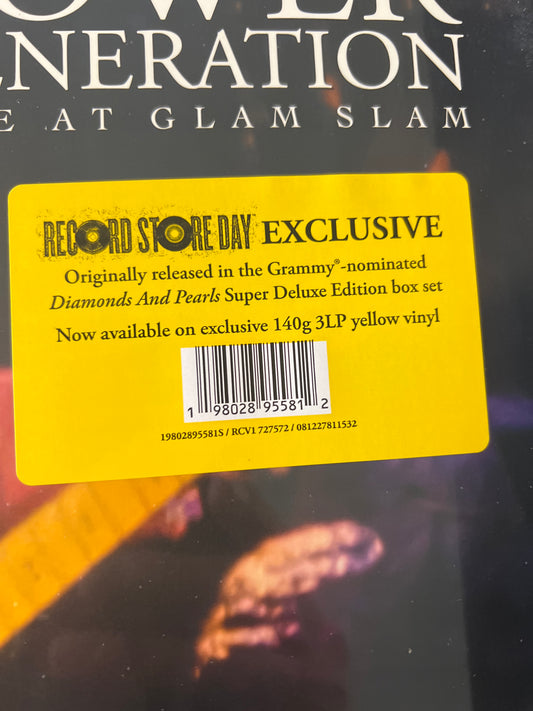 OWER
ENERATION
E AT GLAM SLAM
RECORD STORE DAY EXCLUSIVE
Originally released in the Grammy®-nominated
Diamonds And Pearls Super Deluxe Edition box set
Now available on exclusive 140g 3LP yellow vinyl
1 98028 95581 2
19802895581S / RCV1 727572 / 081227811532